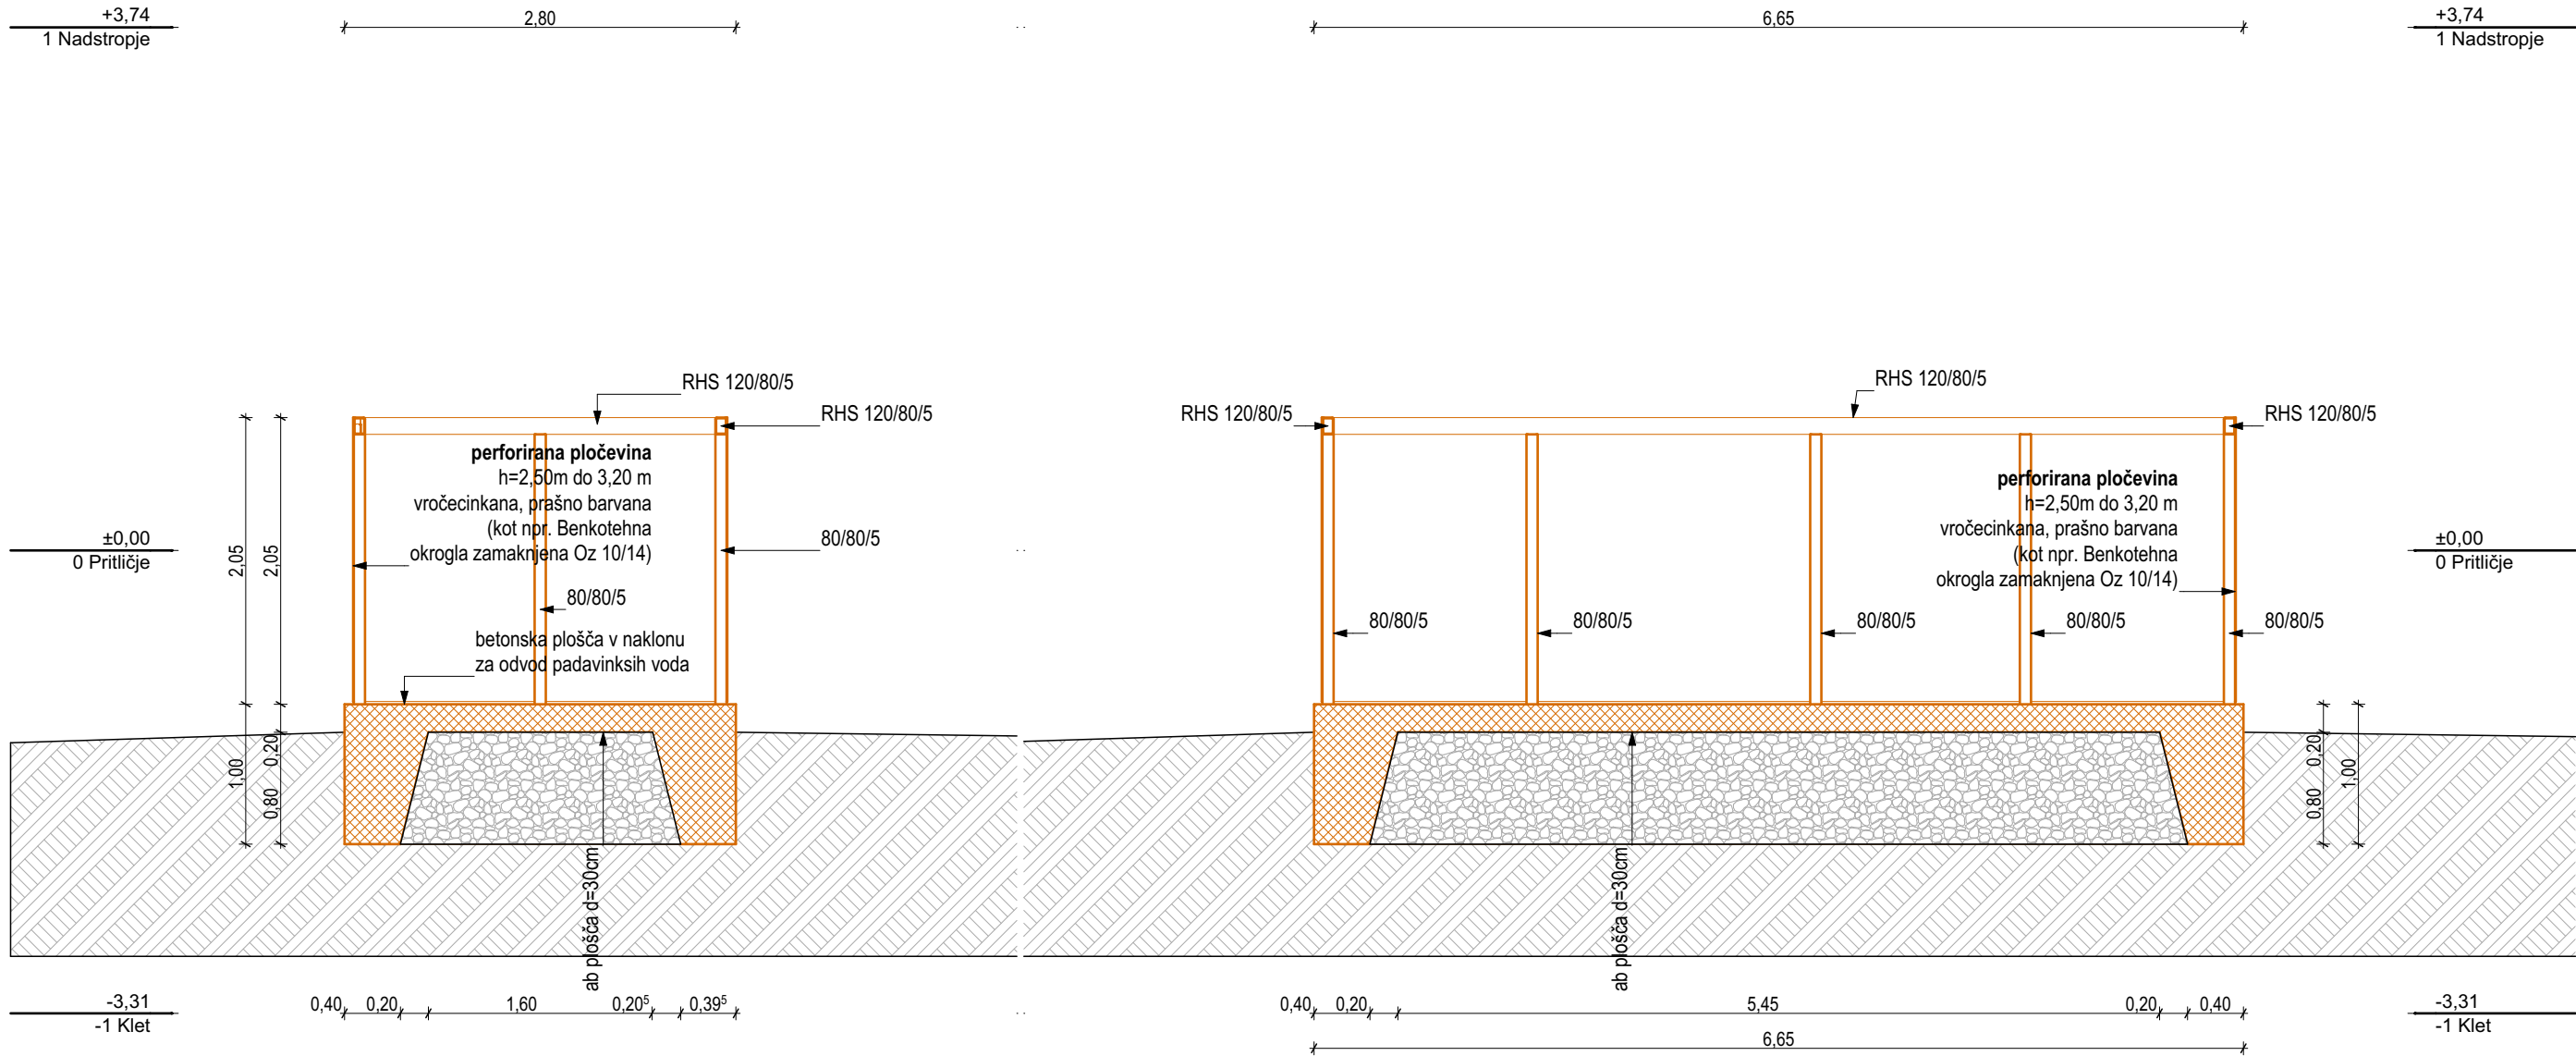 +3,74
1 Nadstropje
2,80
6,65
+3,74
1 Nadstropje
RHS 120/80/5
RHS 120/80/5
perforirana pločevina
h=2,50m do 3,20 m
vročecinkana, prašno barvana
(kot npr. Benkotehna
okrogla zamaknjena Oz 10/14)
80/80/5
80/80/5
betonska plošča v naklonu
za odvod padavinksih voda
±0,00
0 Pritličje
2,05
2,05
1,00
0,20
0,80
ab plošča d=30cm
-3,31
-1 Klet
0,40
0,20
1,60
0,20⁵
0,39⁵
RHS 120/80/5
RHS 120/80/5
RHS 120/80/5
perforirana pločevina
h=2,50m do 3,20 m
vročecinkana, prašno barvana
(kot npr. Benkotehna
okrogla zamaknjena Oz 10/14)
80/80/5
80/80/5
80/80/5
80/80/5
80/80/5
±0,00
0 Pritličje
0,20
0,80
1,00
ab plošča d=30cm
0,40
0,20
5,45
0,20
0,40
6,65
-3,31
-1 Klet